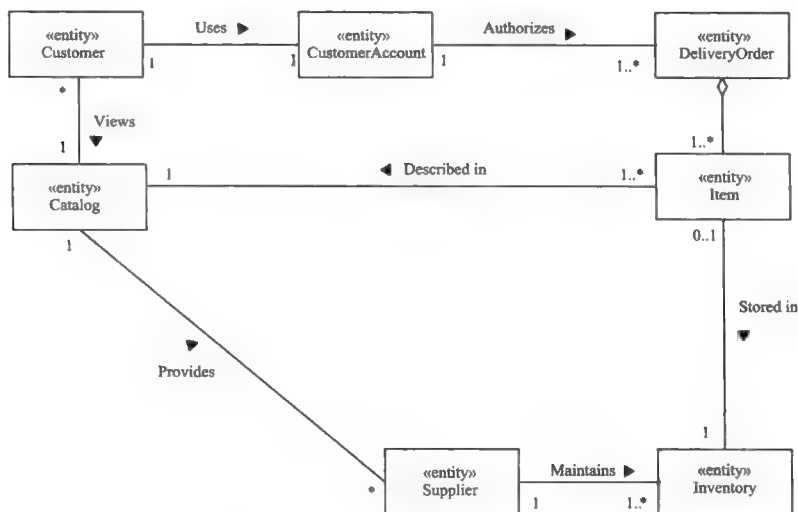 «entity»
Customer
Uses
1
1
«entity»
CustomerAccount
Authorizes
1
1..*
«entity»
DeliveryOrder
*
Views
1
1..*
«entity»
Catalog
1
Described in
1..*
«entity»
Item
1
0..1
Stored in
Provides
1
*
«entity»
Supplier
Maintains
1
1..*
«entity»
Inventory